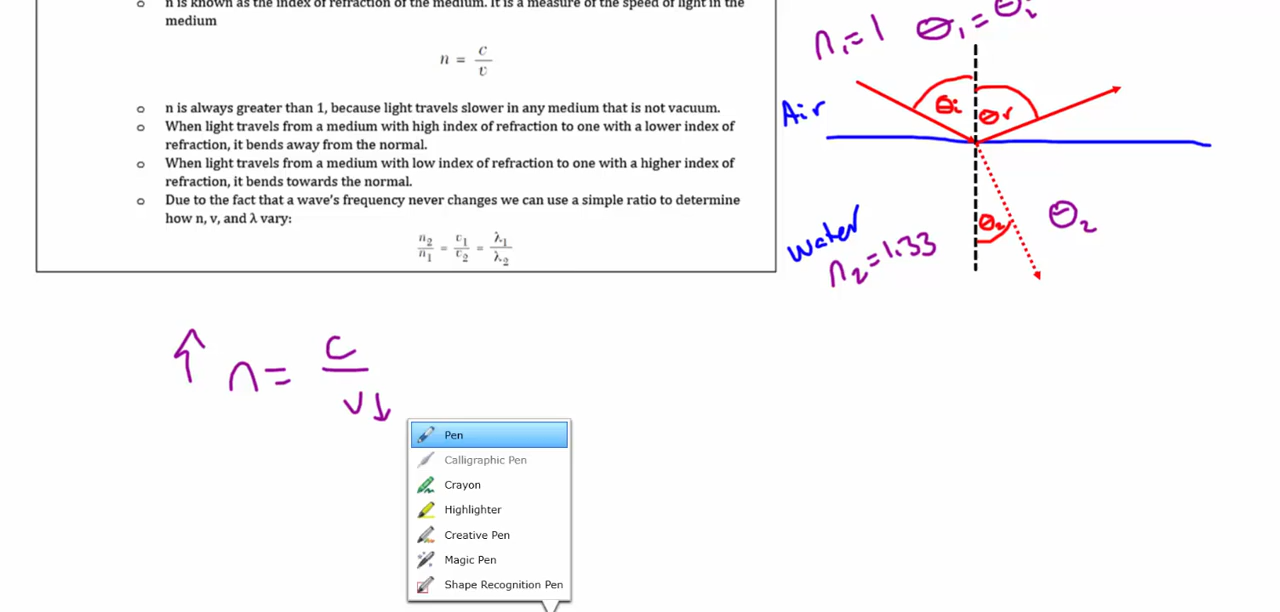 n is known as the index of refraction of the medium. It is a measure of the speed of light in the
medium
n = c/v
n is always greater than 1, because light travels slower in any medium that is not vacuum.
When light travels from a medium with high index of refraction to one with a lower index of
refraction, it bends away from the normal.
When light travels from a medium with low index of refraction to one with a higher index of
refraction, it bends towards the normal.
Due to the fact that a wave's frequency never changes we can use a simple ratio to determine
how n, v, and λ vary:
n₂/n₁ = v₁/v₂ = λ₁/λ₂
n₁=1 θ₁=θi
Air
θi θr
Water
n₂=1.33
θ₂ θ₂
↑ n = c/v↓
Pen
Calligraphic Pen
Crayon
Highlighter
Creative Pen
Magic Pen
Shape Recognition Pen